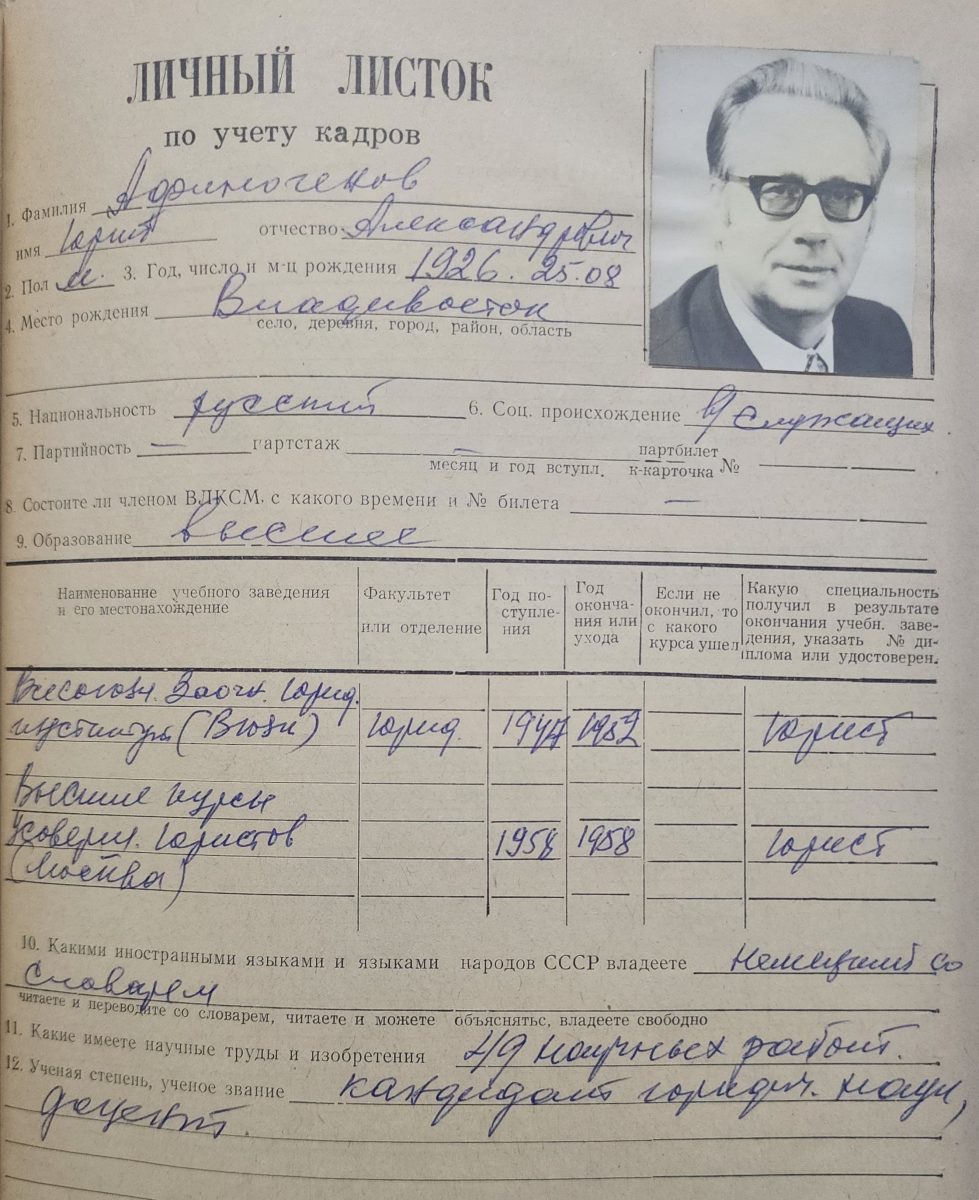 ЛИЧНЫЙ ЛИСТОК
по учету кадров
1. Фамилия Афиногенов
имя Юрий отчество Александрович
2. Пол м. 3. Год, число и м-ц рождения 1926. 25.08
4. Место рождения Владивосток
село, деревня, город, район, область
5. Национальность русский 6. Соц. происхождение из служащих
7. Партийность — партстаж — партбилет
месяц и год вступл. к-карточка №
8. Состоите ли членом ВЛКСМ, с какого времени и № билета —
9. Образование высшее
Наименование учебного заведения и его местонахождение
Факультет или отделение
Год поступления
Год окончания или ухода
Если не окончил, то с какого курса ушел
Какую специальность получил в результате окончания учебн. заведения, указать № диплома или удостоверен.
Всесоюзн. Заочн. Юрид.
институт (ВЮЗИ) Юрид. 1947 1952 Юрист
Высшие курсы
усоверш. юристов 1958 1958 Юрист
(Москва)
10. Какими иностранными языками и языками народов СССР владеете Немецкий со
словарем
читаете и переводите со словарем, читаете и можете объяснятьс, владеете свободно
11. Какие имеете научные труды и изобретения 49 научных работ.
12. Ученая степень, ученое звание кандидат юридич. наук,
доцент.